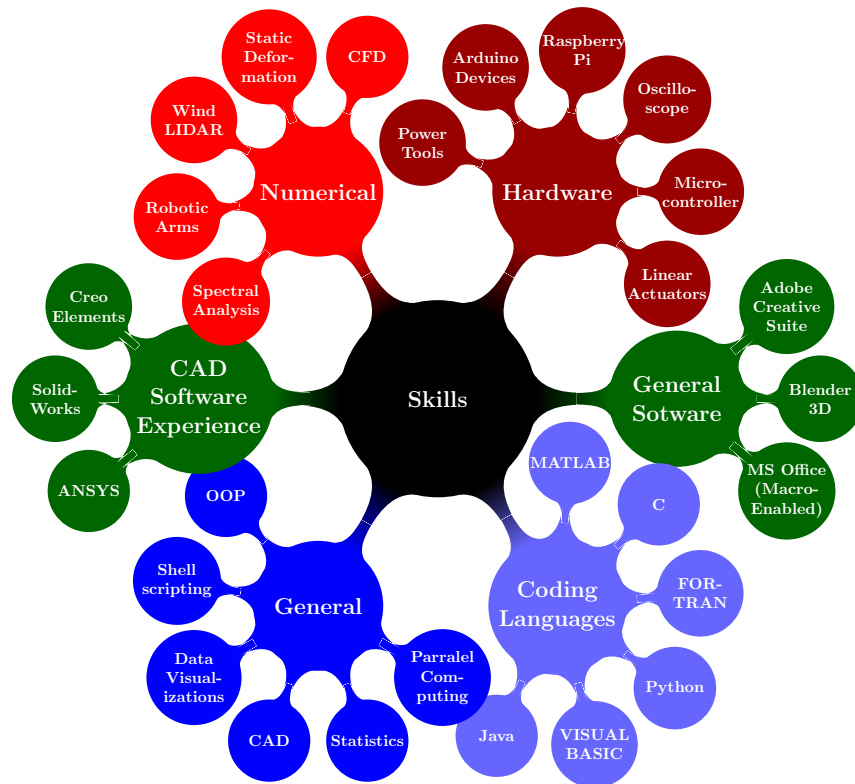 Skills
Numerical
CFD
Static
Defor-
mation
Wind
LIDAR
Robotic
Arms
Spectral
Analysis
Hardware
Power
Tools
Arduino
Devices
Raspberry
Pi
Oscillo-
scope
Micro-
controller
Linear
Actuators
General
Sotware
Adobe
Creative
Suite
Blender
3D
MS Office
(Macro-
Enabled)
Coding
Languages
MATLAB
C
FOR-
TRAN
Python
VISUAL
BASIC
Java
General
Parralel
Com-
puting
Statistics
CAD
Data
Visual-
izations
Shell
scripting
OOP
CAD
Software
Experience
Creo
Elements
Solid-
Works
ANSYS